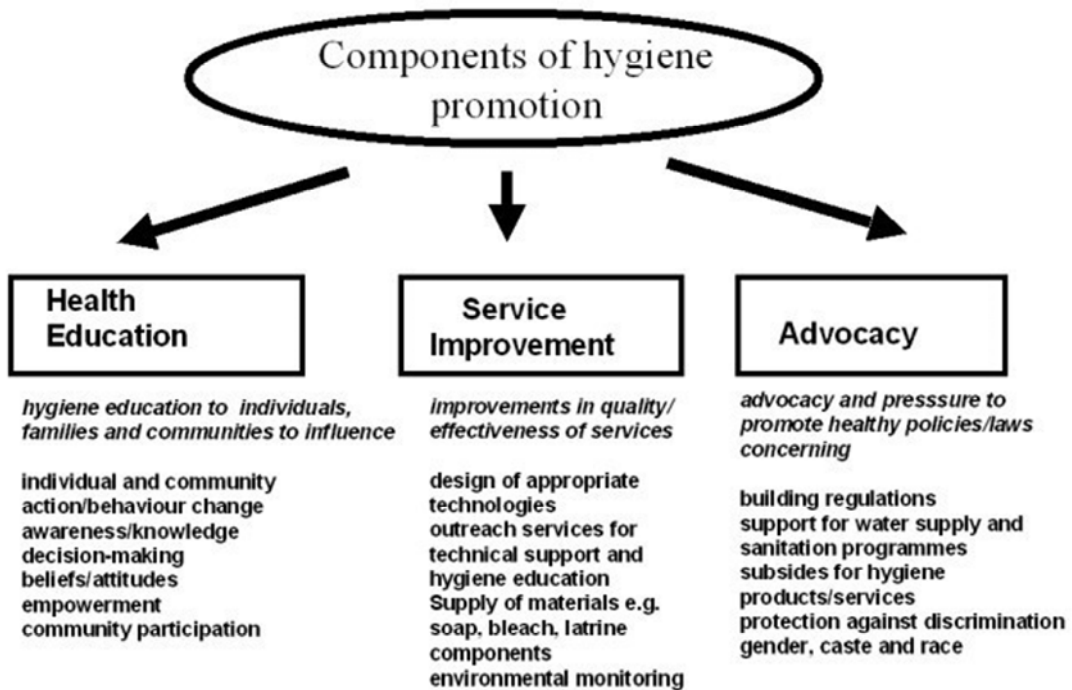 Components of hygiene
promotion
Health
Education
hygiene education to individuals,
families and communities to influence
individual and community
action/behaviour change
awareness/knowledge
decision-making
beliefs/attitudes
empowerment
community participation
Service
Improvement
improvements in quality/
effectiveness of services
design of appropriate
technologies
outreach services for
technical support and
hygiene education
Supply of materials e.g.
soap, bleach, latrine
components
environmental monitoring
Advocacy
advocacy and presssure to
promote healthy policies/laws
concerning
building regulations
support for water supply and
sanitation programmes
subsides for hygiene
products/services
protection against discrimination
gender, caste and race